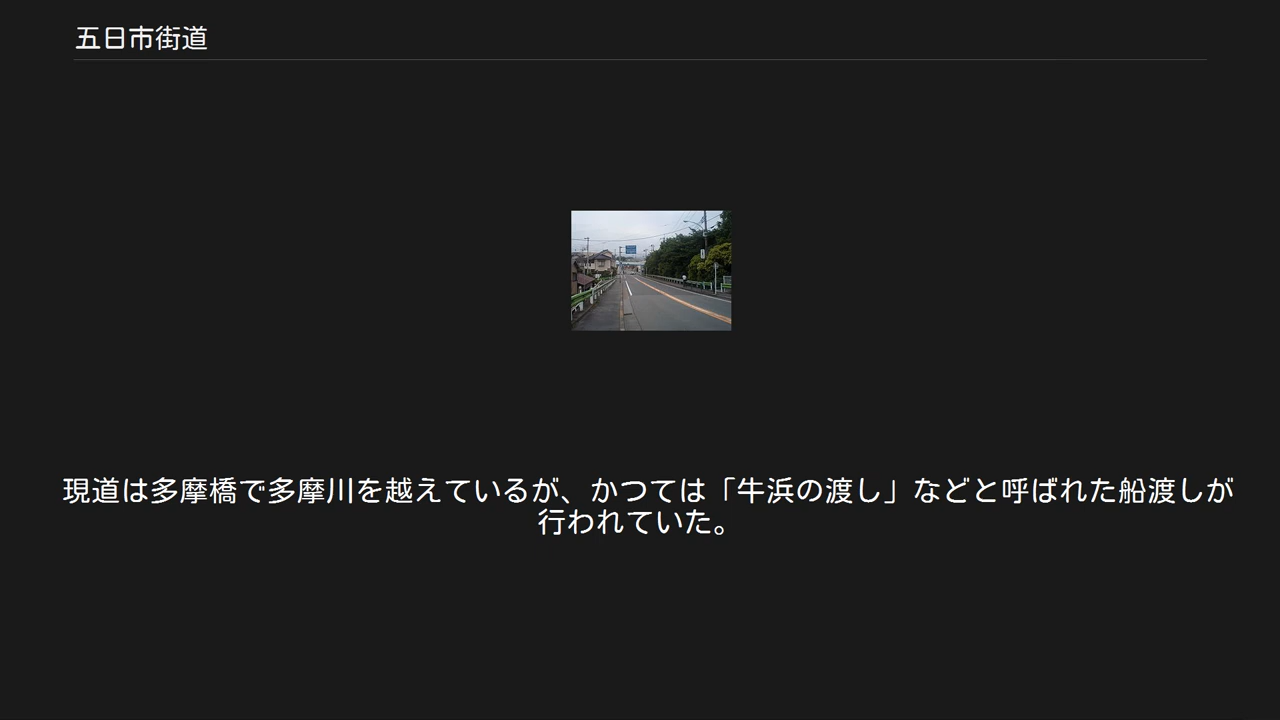 五日市街道
現道は多摩橋で多摩川を越えているが、かつては「牛浜の渡し」などと呼ばれた船渡しが
行われていた。